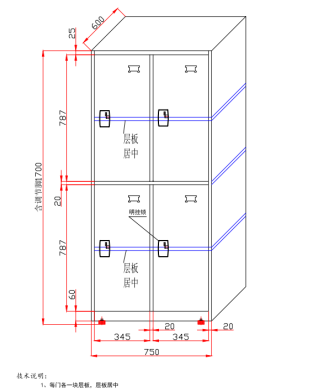 600
25
787
层板
居中
含调节脚1700
20
明挂锁
787
层板
居中
60
20
20
345
345
750
技术说明:
1、每门各一块层板，层板居中